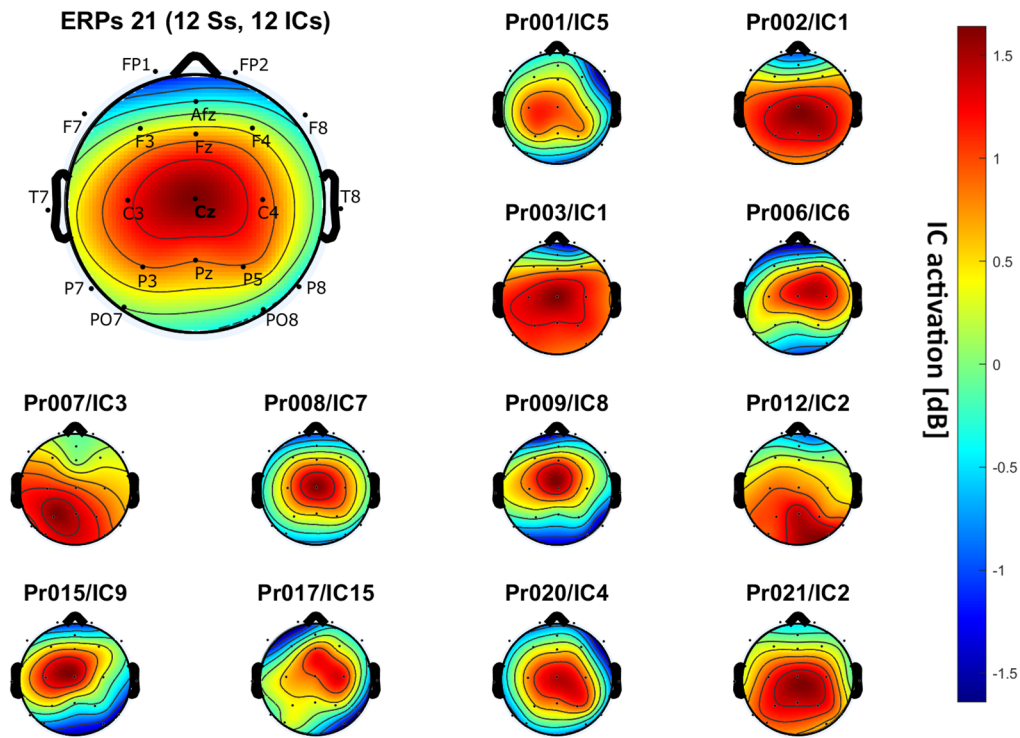 ERPs 21 (12 Ss, 12 ICs)
Pr001/IC5
Pr002/IC1
FP1
FP2
F7
Afz
F8
F3
Fz
F4
T7
C3
Cz
C4
T8
P3
Pz
P5
P7
P8
PO7
PO8
Pr003/IC1
Pr006/IC6
Pr007/IC3
Pr008/IC7
Pr009/IC8
Pr012/IC2
Pr015/IC9
Pr017/IC15
Pr020/IC4
Pr021/IC2
1.5
1
0.5
0
-0.5
-1
-1.5
IC activation [dB]